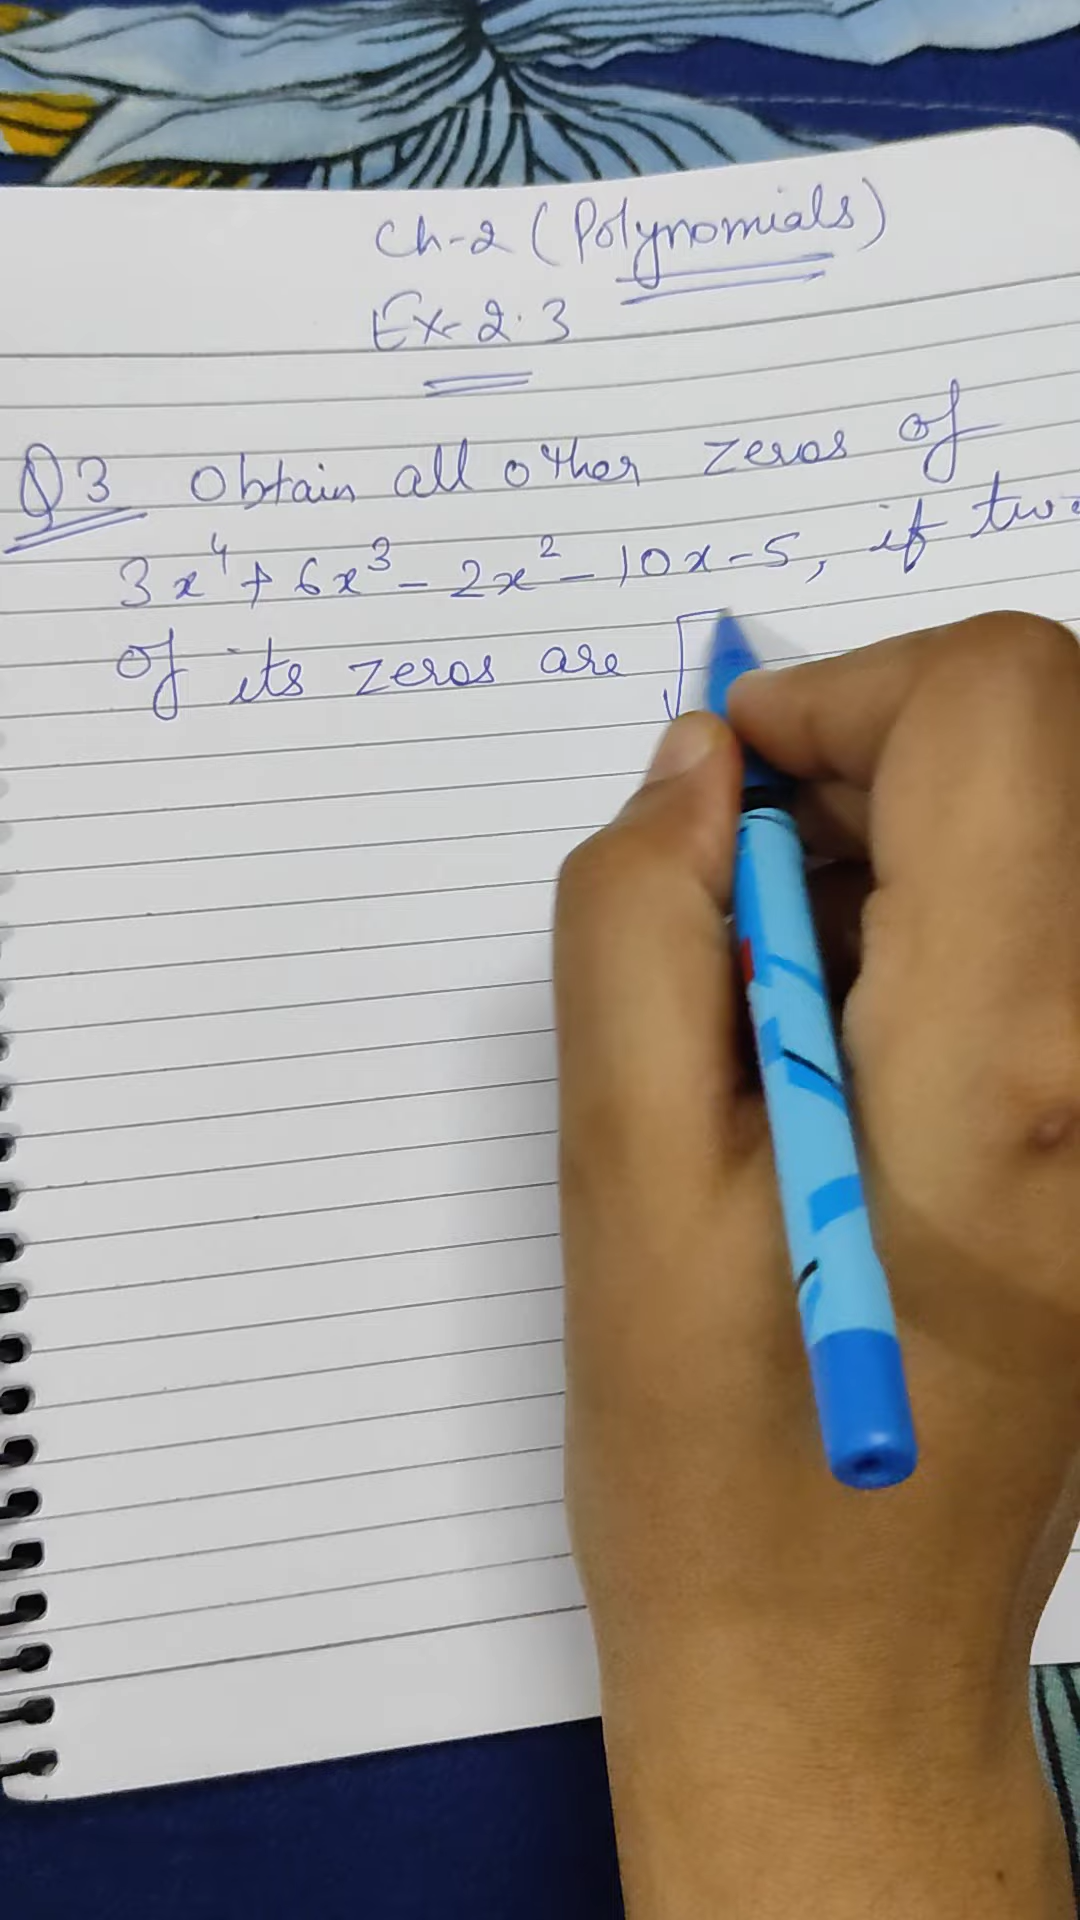 Ch-2 (Polynomials)
Ex-2.3
Q3 Obtain all other zeros of
3x⁴+6x³-2x²-10x-5, if two
of its zeros are √